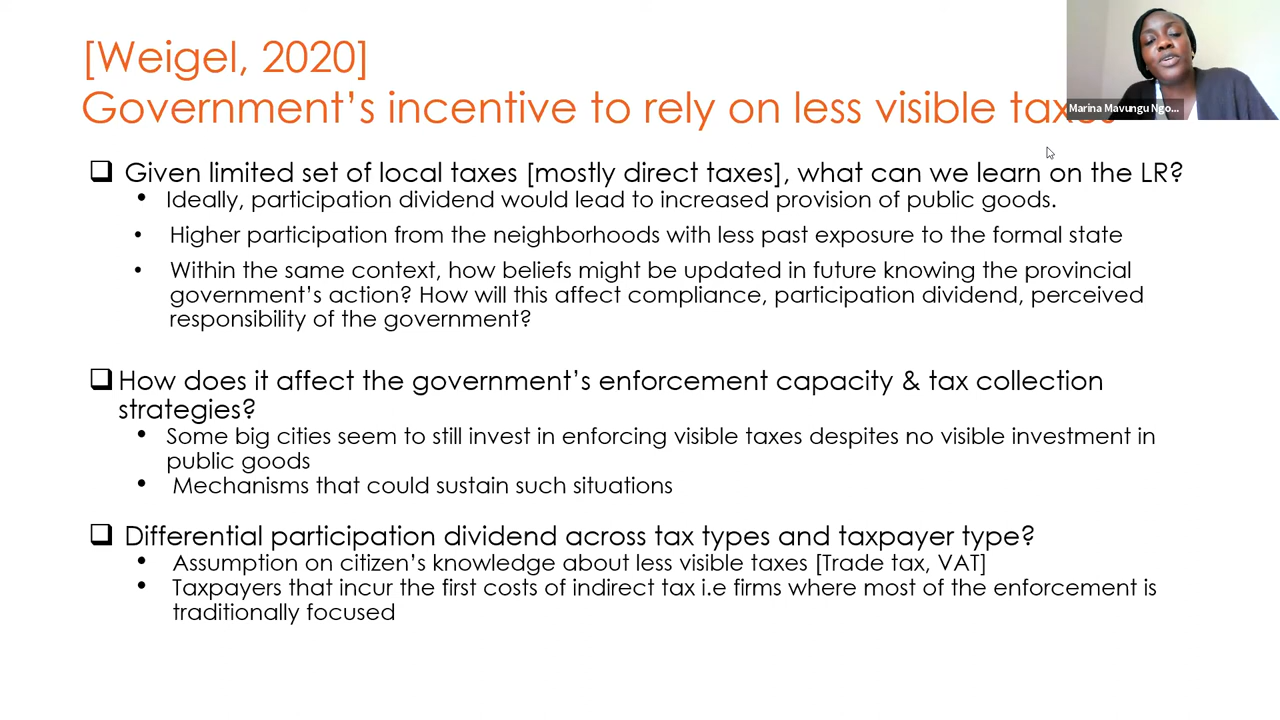 [Weigel, 2020]
Government's incentive to rely on less visible taxes
Marina Mavungu Ngo...
Given limited set of local taxes [mostly direct taxes], what can we learn on the LR?
• Ideally, participation dividend would lead to increased provision of public goods.
• Higher participation from the neighborhoods with less past exposure to the formal state
• Within the same context, how beliefs might be updated in future knowing the provincial
government's action? How will this affect compliance, participation dividend, perceived
responsibility of the government?
How does it affect the government's enforcement capacity & tax collection
strategies?
• Some big cities seem to still invest in enforcing visible taxes despites no visible investment in
public goods
• Mechanisms that could sustain such situations
Differential participation dividend across tax types and taxpayer type?
• Assumption on citizen's knowledge about less visible taxes [Trade tax, VAT]
• Taxpayers that incur the first costs of indirect tax i.e firms where most of the enforcement is
traditionally focused